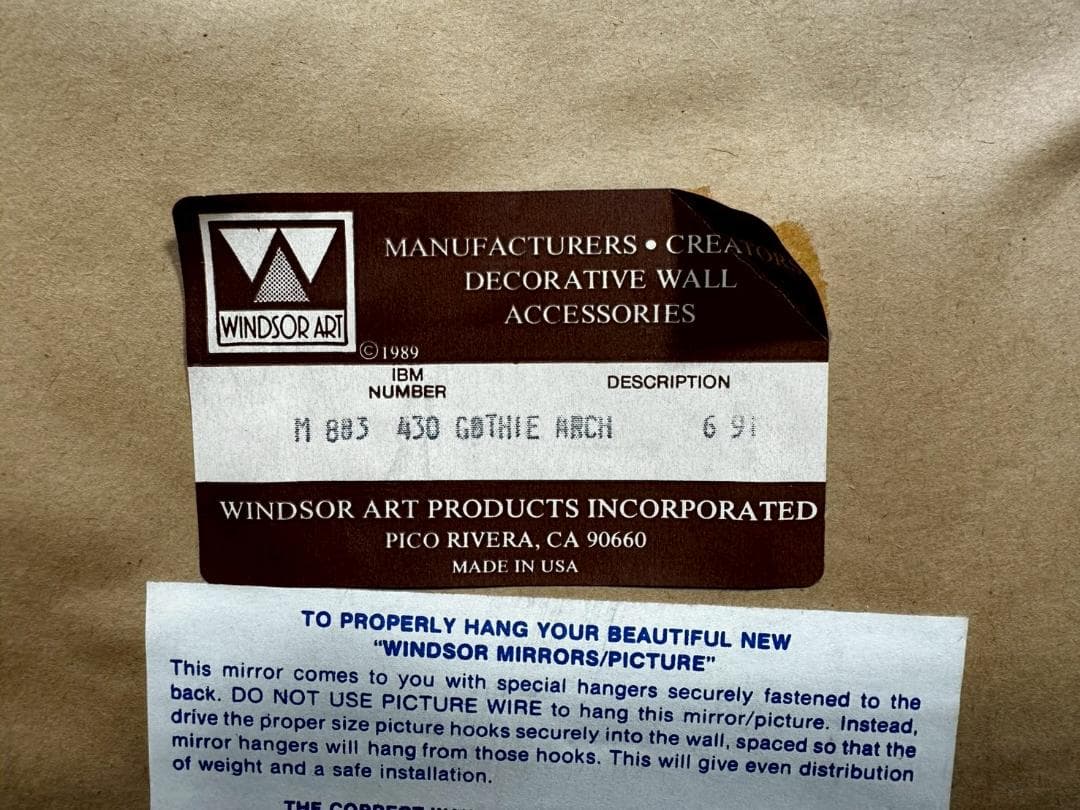 MANUFACTURERS • CREATORS
DECORATIVE WALL
ACCESSORIES
WINDSOR ART
©1989
IBM
NUMBER
DESCRIPTION
M 883 430 GOTHIE ARCH 6 91
WINDSOR ART PRODUCTS INCORPORATED
PICO RIVERA, CA 90660
MADE IN USA
TO PROPERLY HANG YOUR BEAUTIFUL NEW
"WINDSOR MIRRORS/PICTURE"
This mirror comes to you with special hangers securely fastened to the
back. DO NOT USE PICTURE WIRE to hang this mirror/picture. Instead,
drive the proper size picture hooks securely into the wall, spaced so that the
mirror hangers will hang from those hooks. This will give even distribution
of weight and a safe installation.
THE CORRECT